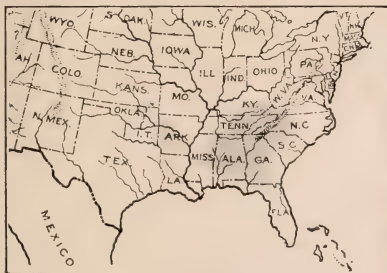 WYO.
S. DAK.
WIS.
MICH.
N.Y.
VT.
NEB.
IOWA
ILL
IND.
OHIO
PA.
AH
COLO.
KANS.
MO.
KY.
W.VA.
VA.
N. MEX.
OKLA.
I.T.
ARK.
TENN.
N.C.
S.C.
TEX.
LA.
MISS.
ALA.
GA.
FLA.
MEXICO